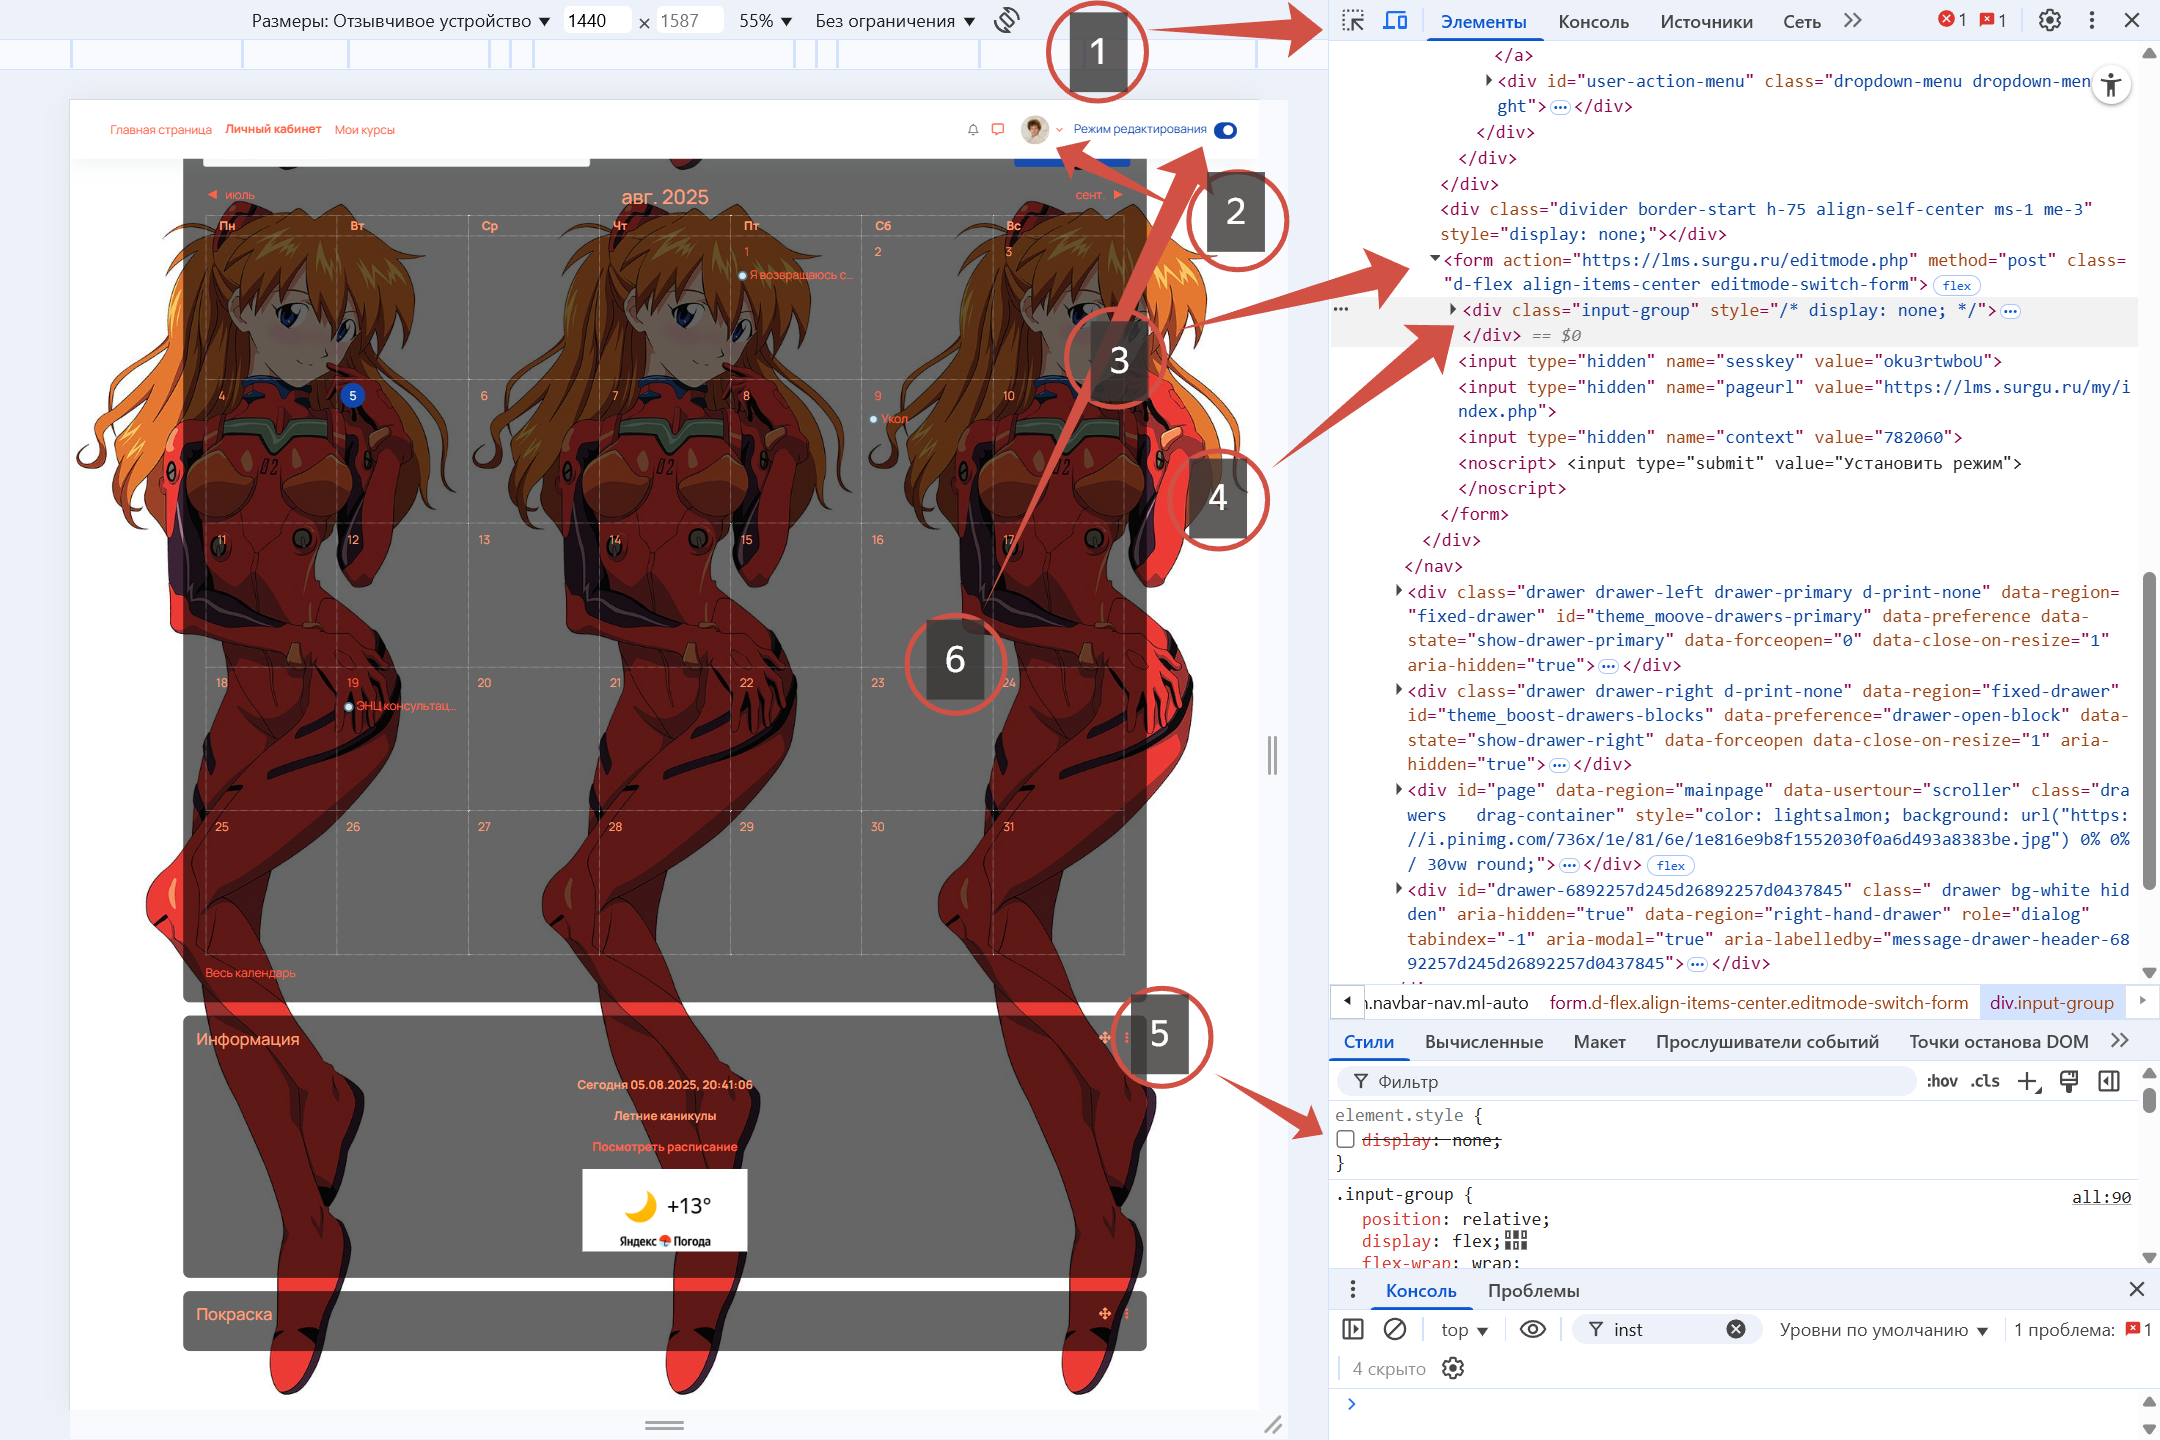 Размеры: Отзывчивое устройство ▼ 1440 × 1587 55% ▼ Без ограничения ▼
Главная страница Личный кабинет Мои курсы Режим редактирования
◀ июль авг. 2025 сент. ▶
Пн Вт Ср Чт Пт Сб Вс
1 2 3
Я возвращаюсь с...
4 5 6 7 8 9 10
Укол
11 12 13 14 15 16 17
18 19 20 21 22 23 24
ЭНЦ консультац...
25 26 27 28 29 30 31
Весь календарь
Информация
Сегодня 05.08.2025, 20:41:06
Летние каникулы
Посмотреть расписание
+13°
Яндекс Погода
Покраска
1
2
3
4
5
6
Элементы Консоль Источники Сеть 1 1
</a>
<div id="user-action-menu" class="dropdown-menu dropdown-men
ght">…</div>
</div>
</div>
</div>
<div class="divider border-start h-75 align-self-center ms-1 me-3"
style="display: none;"></div>
<form action="https://lms.surgu.ru/editmode.php" method="post" class=
"d-flex align-items-center editmode-switch-form"> flex
<div class="input-group" style="/* display: none; */">…
</div> == $0
<input type="hidden" name="sesskey" value="oku3rtwboU">
<input type="hidden" name="pageurl" value="https://lms.surgu.ru/my/i
ndex.php">
<input type="hidden" name="context" value="782060">
<noscript> <input type="submit" value="Установить режим">
</noscript>
</form>
</div>
</nav>
<div class="drawer drawer-left drawer-primary d-print-none" data-region=
"fixed-drawer" id="theme_moove-drawers-primary" data-preference data-
state="show-drawer-primary" data-forceopen="0" data-close-on-resize="1"
aria-hidden="true">…</div>
<div class="drawer drawer-right d-print-none" data-region="fixed-drawer"
id="theme_boost-drawers-blocks" data-preference="drawer-open-block" data-
state="show-drawer-right" data-forceopen data-close-on-resize="1" aria-
hidden="true">…</div>
<div id="page" data-region="mainpage" data-usertour="scroller" class="dra
wers drag-container" style="color: lightsalmon; background: url("https:
//i.pinimg.com/736x/1e/81/6e/1e816e9b8f1552030f0a6d493a8383be.jpg") 0% 0%
/ 30vw round;">…</div> flex
<div id="drawer-6892257d245d26892257d0437845" class=" drawer bg-white hid
den" aria-hidden="true" data-region="right-hand-drawer" role="dialog"
tabindex="-1" aria-modal="true" aria-labelledby="message-drawer-header-68
92257d245d26892257d0437845">…</div>
.navbar-nav.ml-auto form.d-flex.align-items-center.editmode-switch-form div.input-group
Стили Вычисленные Макет Прослушиватели событий Точки останова DOM
Фильтр :hov .cls
element.style {
display: none;
}
.input-group { all:90
position: relative;
display: flex;
flex-wrap: wrap;
Консоль Проблемы
top ▼ inst Уровни по умолчанию ▼ 1 проблема: 1
4 скрыто